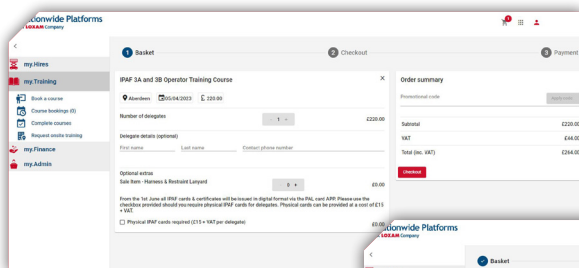 tionwide Platforms
LOXAM Company
1
1 Basket
2 Checkout
3 Payment
my.Hires
my.Training
Book a course
Course bookings (0)
Complete courses
Request onsite training
my.Finance
my.Admin
IPAF 3A and 3B Operator Training Course
Aberdeen 05/04/2023 £ 220.00
Number of delegates - 1 + £220.00
Delegate details (optional)
First name Last name Contact phone number
Optional extras
Sale Item - Harness & Restraint Lanyard - 0 + £0.00
From the 1st June all IPAF cards & certificates will be issued in digital format via the PAL card APP. Please use the
checkbox provided should you require physical IPAF cards for delegates. Physical cards can be provided at a cost of £15
+ VAT.
Physical IPAF cards required (£15 + VAT per delegate) £0.00
Order summary
Promotional code Apply code
Subtotal £220.00
VAT £44.00
Total (inc. VAT) £264.00
Checkout
tionwide Platforms
LOXAM Company
Basket